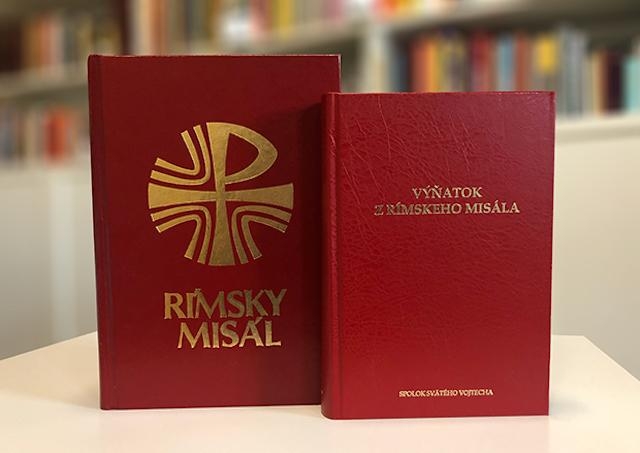 RÍMSKY
MISÁL
VÝŇATOK
Z RÍMSKEHO MISÁLA
SPOLOK SVÄTÉHO VOJTECHA